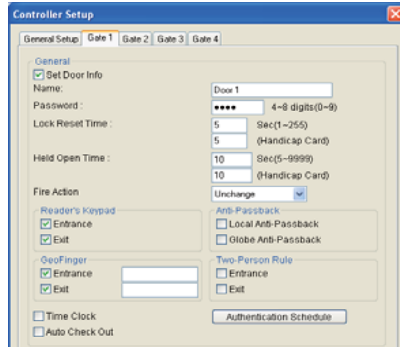 Controller Setup
General Setup Gate 1 Gate 2 Gate 3 Gate 4
General
Set Door Info
Name: Door 1
Password : •••• 4~8 digits(0~9)
Lock Reset Time : 5 Sec(1~255)
5 (Handicap Card)
Held Open Time : 10 Sec(5~9999)
10 (Handicap Card)
Fire Action Unchange
Reader's Keypad Anti-Passback
Entrance Local Anti-Passback
Exit Globe Anti-Passback
GeoFinger Two-Person Rule
Entrance Entrance
Exit Exit
Time Clock Authentication Schedule
Auto Check Out